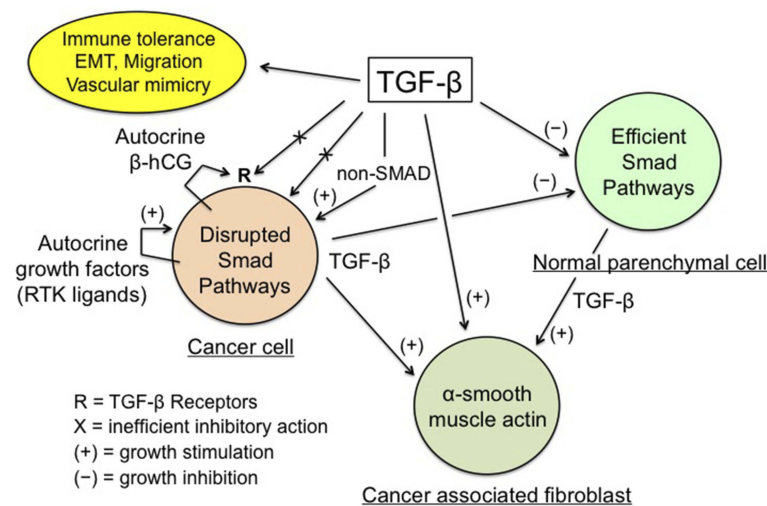 Immune tolerance
EMT, Migration
Vascular mimicry
TGF-β
Autocrine
β-hCG
R
non-SMAD
(−)
Efficient
Smad
Pathways
(+)
(−)
(+)
Autocrine
growth factors
(RTK ligands)
Disrupted
Smad
Pathways
TGF-β
Normal parenchymal cell
Cancer cell
(+)
TGF-β
(+)
(+)
R = TGF-β Receptors
X = inefficient inhibitory action
(+) = growth stimulation
(−) = growth inhibition
α-smooth
muscle actin
Cancer associated fibroblast